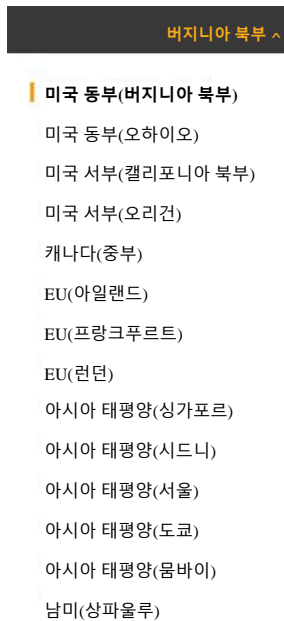 버지니아 북부 ^
미국 동부(버지니아 북부)
미국 동부(오하이오)
미국 서부(캘리포니아 북부)
미국 서부(오리건)
캐나다(중부)
EU(아일랜드)
EU(프랑크푸르트)
EU(런던)
아시아 태평양(싱가포르)
아시아 태평양(시드니)
아시아 태평양(서울)
아시아 태평양(도쿄)
아시아 태평양(뭄바이)
남미(상파울루)